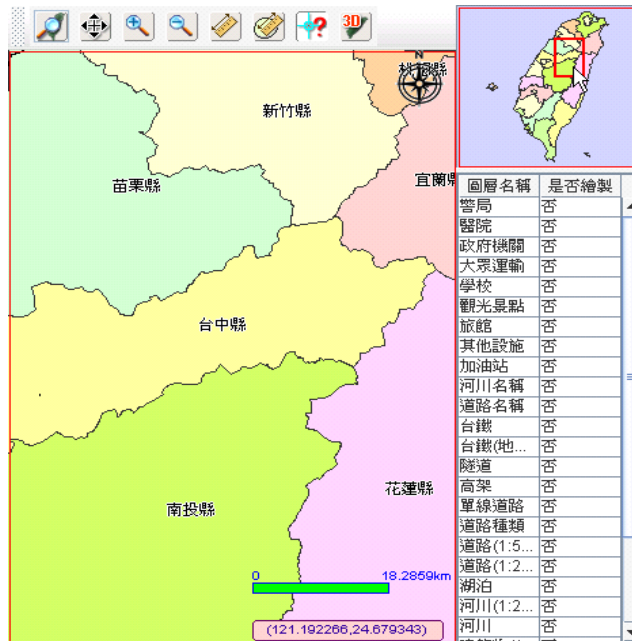 3D
N
桃園縣
新竹縣
苗栗縣
宜蘭縣
台中縣
花蓮縣
南投縣
0
18.2859km
(121.192266,24.679343)
圖層名稱 是否繪製
警局 否
醫院 否
政府機關 否
大眾運輸 否
學校 否
觀光景點 否
旅館 否
其他設施 否
加油站 否
河川名稱 否
道路名稱 否
台鐵 否
台鐵(地... 否
隧道 否
高架 否
單線道路 否
道路種類 否
道路(1:5... 否
道路(1:2... 否
湖泊 否
河川(1:2... 否
河川 否